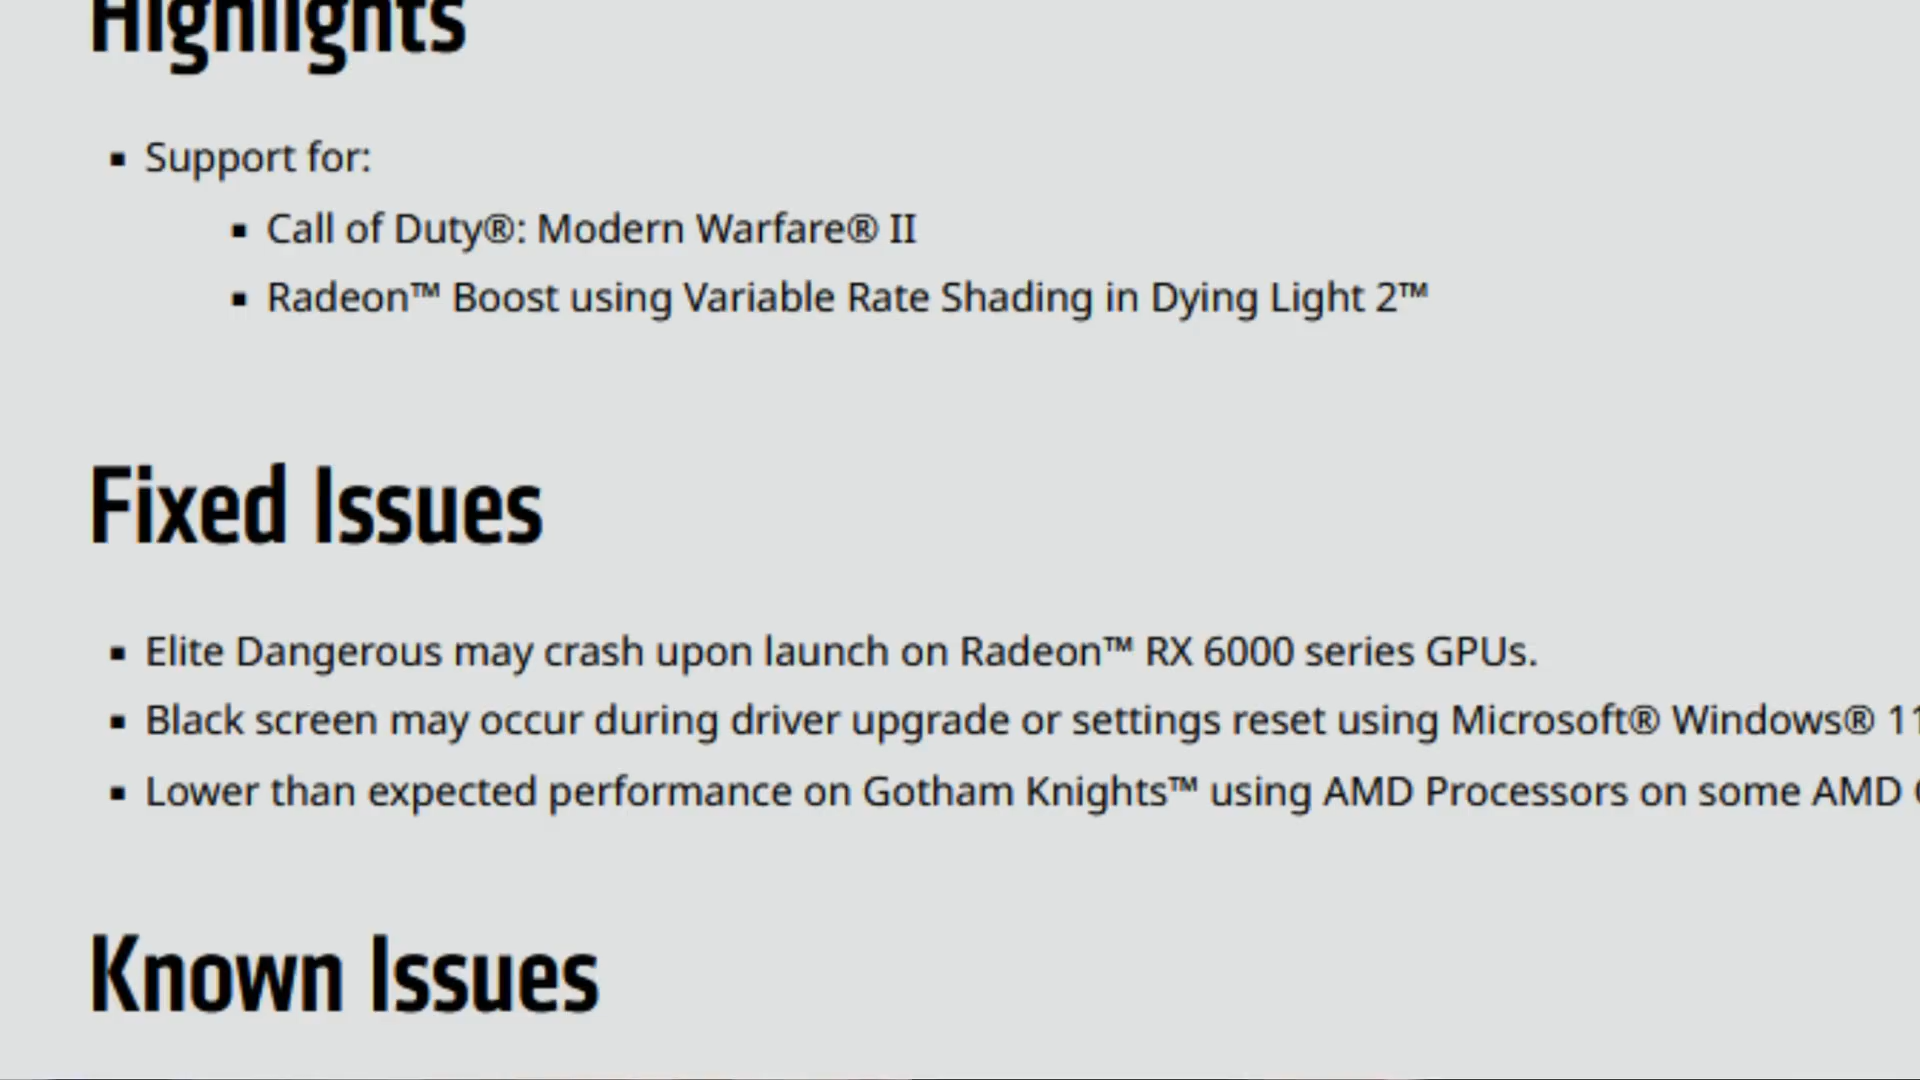 Highlights
Support for:
Call of Duty®: Modern Warfare® II
Radeon™ Boost using Variable Rate Shading in Dying Light 2™
Fixed Issues
Elite Dangerous may crash upon launch on Radeon™ RX 6000 series GPUs.
Black screen may occur during driver upgrade or settings reset using Microsoft® Windows® 11
Lower than expected performance on Gotham Knights™ using AMD Processors on some AMD
Known Issues